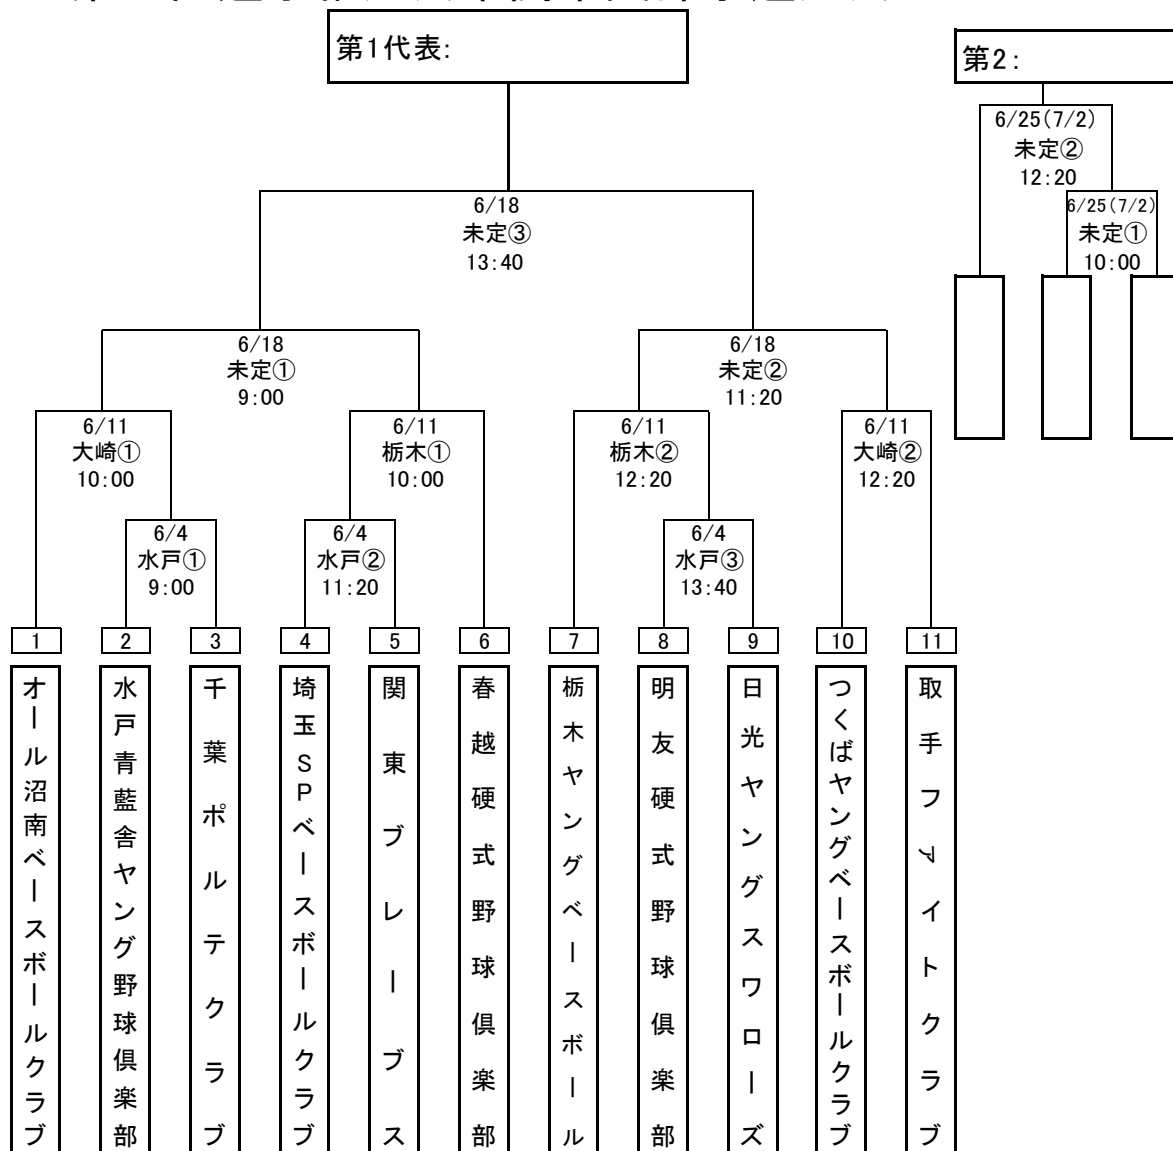 第1代表:
第2:
6/25(7/2)
未定②
12:20
6/25(7/2)
未定①
10:00
6/18
未定③
13:40
6/18
未定①
9:00
6/18
未定②
11:20
6/11
大崎①
10:00
6/11
栃木①
10:00
6/11
栃木②
12:20
6/11
大崎②
12:20
6/4
水戸①
9:00
6/4
水戸②
11:20
6/4
水戸③
13:40
1
2
3
4
5
6
7
8
9
10
11
オール沼南ベースボールクラブ
水戸青藍舎ヤング野球倶楽部
千葉ポルテクラブ
埼玉SPベースボールクラブ
関東ブレーブス
春越硬式野球倶楽部
栃木ヤングベースボール
明友硬式野球倶楽部
日光ヤングスワローズ
つくばヤングベースボールクラブ
取手ファイトクラブ